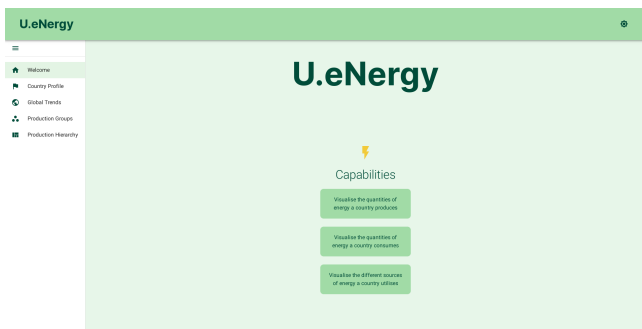 U.eNergy
Welcome
Country Profile
Global Trends
Production Groups
Production Hierarchy
U.eNergy
Capabilities
Visualise the quantities of
energy a country produces
Visualise the quantities of
energy a country consumes
Visualise the different sources
of energy a country utilises